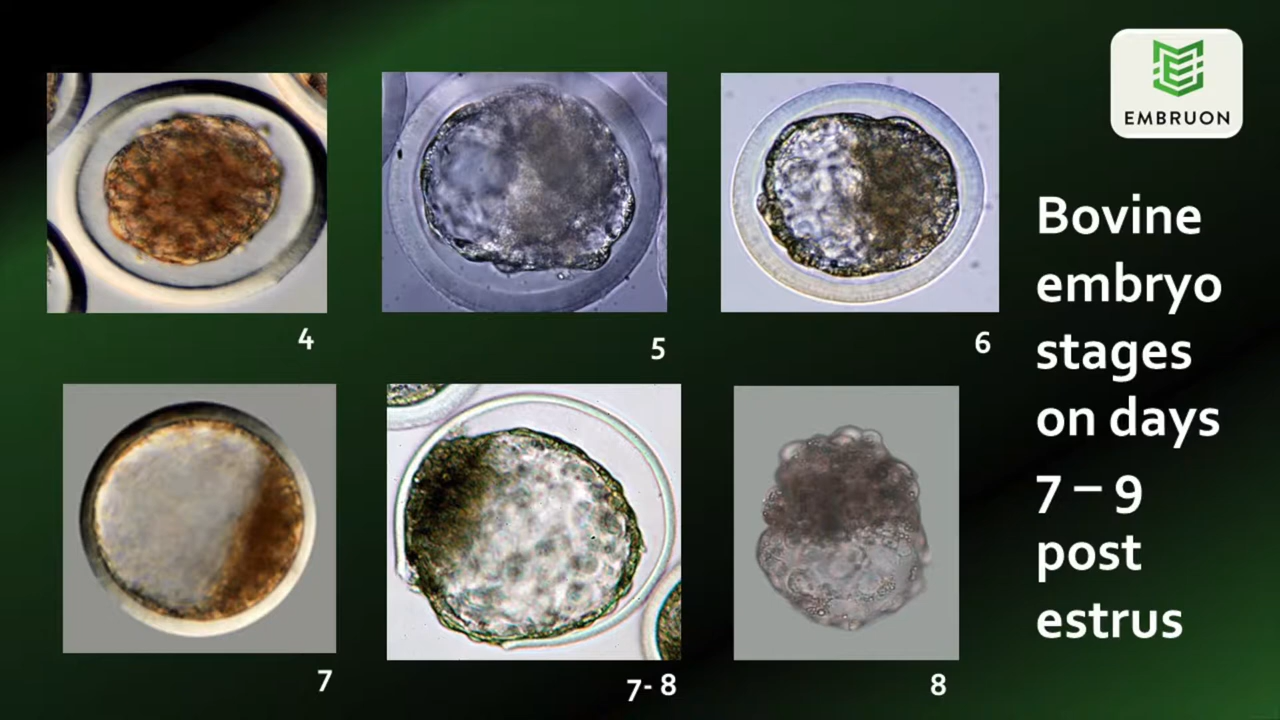 EMBRUON
4
5
6
7
7- 8
8
Bovine
embryo
stages
on days
7 – 9
post
estrus